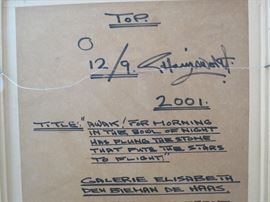 TOP.
12/9.
2001.
TITLE: "AWAK! FOR MORNING
IN THE BOWL OF NIGHT
HAS FLUNG THE STONE
THAT PUTS THE STARS
TO FLIGHT."
GALERIE ELISABETH
DEN BIEMAN DE HAAS.